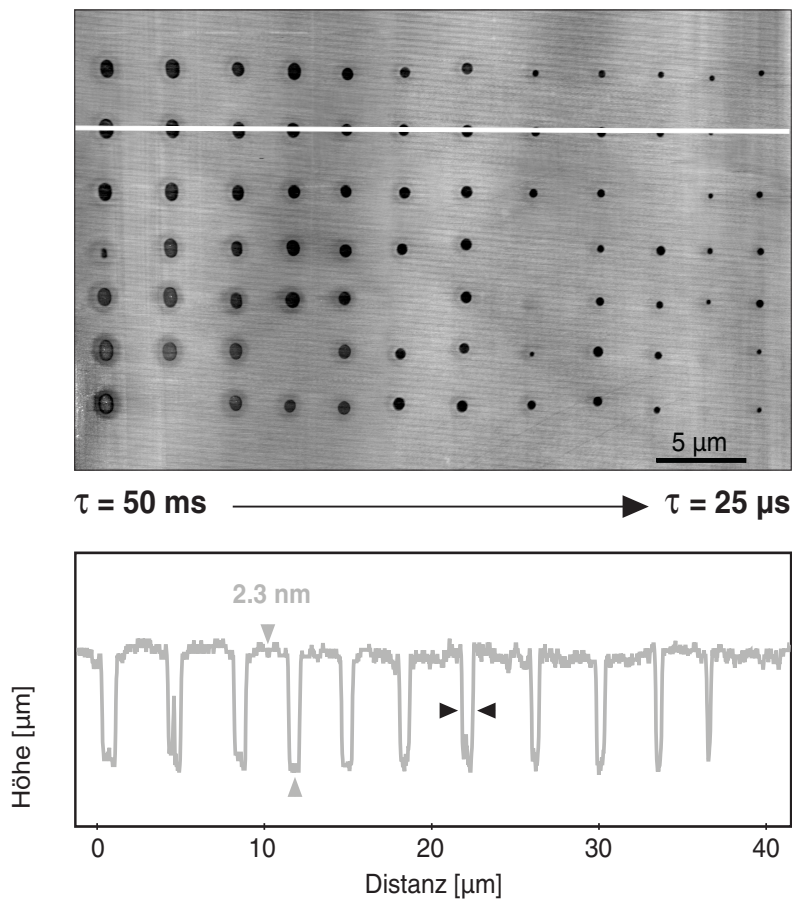 5 µm
τ = 50 ms
τ = 25 µs
2.3 nm
Höhe [µm]
0 10 20 30 40
Distanz [µm]